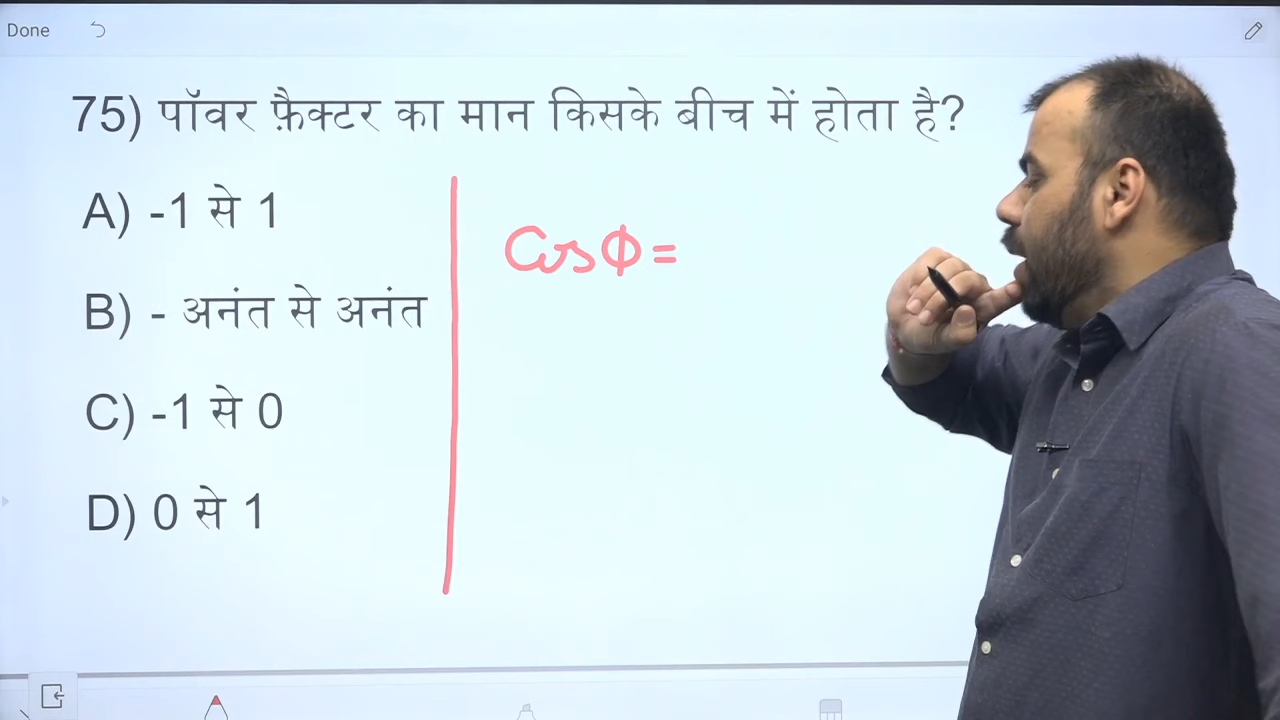 Done
75) पॉवर फ़ैक्टर का मान किसके बीच में होता है?
A) -1 से 1
B) - अनंत से अनंत
C) -1 से 0
D) 0 से 1
Cosϕ=